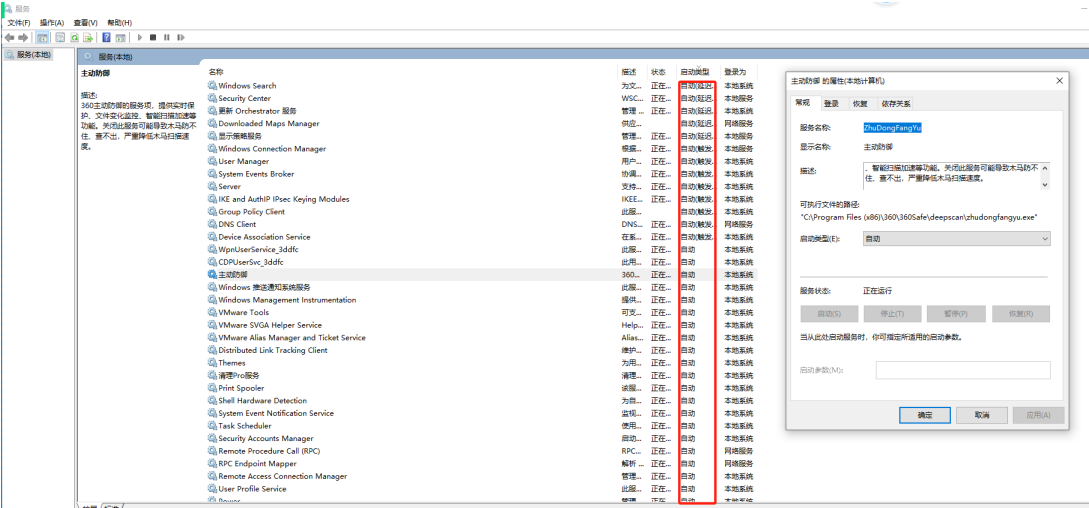 服务
文件(F) 操作(A) 查看(V) 帮助(H)
服务(本地)
服务(本地)
主动防御
描述:
360主动防御的服务项，提供实时保
护、文件变化监控、智能扫描加速等
功能。关闭此服务可能导致木马防不
住、查不出，严重降低木马扫描速
度。
名称 描述 状态 启动类型 登录为
Windows Search 为文... 正在... 自动(延迟... 本地系统
Security Center WSC... 正在... 自动(延迟... 本地服务
更新 Orchestrator 服务 管理 ... 正在... 自动(延迟... 本地系统
Downloaded Maps Manager 供应... 自动(延迟... 网络服务
显示策略服务 管理... 正在... 自动(延迟... 本地服务
Windows Connection Manager 根据... 正在... 自动(触发... 本地服务
User Manager 用户... 正在... 自动(触发... 本地系统
System Events Broker 协调... 正在... 自动(触发... 本地系统
Server 支持... 正在... 自动(触发... 本地系统
IKE and AuthIP IPsec Keying Modules IKEE... 正在... 自动(触发... 本地系统
Group Policy Client 此服... 自动(触发... 本地系统
DNS Client DNS... 正在... 自动(触发... 网络服务
Device Association Service 在系... 正在... 自动(触发... 本地系统
WpnUserService_3ddfc 此服... 正在... 自动 本地系统
CDPUserSvc_3ddfc 此用... 正在... 自动 本地系统
主动防御 360... 正在... 自动 本地系统
Windows 推送通知系统服务 此服... 正在... 自动 本地系统
Windows Management Instrumentation 提供... 正在... 自动 本地系统
VMware Tools 可支... 正在... 自动 本地系统
VMware SVGA Helper Service Help... 正在... 自动 本地系统
VMware Alias Manager and Ticket Service Alias... 正在... 自动 本地系统
Distributed Link Tracking Client 维护... 正在... 自动 本地系统
Themes 为用... 正在... 自动 本地系统
清理Pro服务 清理... 正在... 自动 本地系统
Print Spooler 该服... 正在... 自动 本地系统
Shell Hardware Detection 为自... 正在... 自动 本地系统
System Event Notification Service 监视... 正在... 自动 本地系统
Task Scheduler 使用... 正在... 自动 本地系统
Security Accounts Manager 启动... 正在... 自动 本地系统
Remote Procedure Call (RPC) RPC... 正在... 自动 网络服务
RPC Endpoint Mapper 解析 ... 正在... 自动 网络服务
Remote Access Connection Manager 管理... 正在... 自动 本地系统
User Profile Service 此服... 正在... 自动 本地系统
Power 管理... 正在... 自动 本地系统
扩展 标准
主动防御 的属性(本地计算机)
常规 登录 恢复 依存关系
服务名称: ZhuDongFangYu
显示名称: 主动防御
描述: 、智能扫描加速等功能。关闭此服务可能导致木马防不
住、查不出，严重降低木马扫描速度。
可执行文件的路径:
"C:\Program Files (x86)\360\360Safe\deepscan\zhudongfangyu.exe"
启动类型(E): 自动
服务状态: 正在运行
启动(S) 停止(T) 暂停(P) 恢复(R)
当从此处启动服务时，你可指定所适用的启动参数。
启动参数(M):
确定 取消 应用(A)